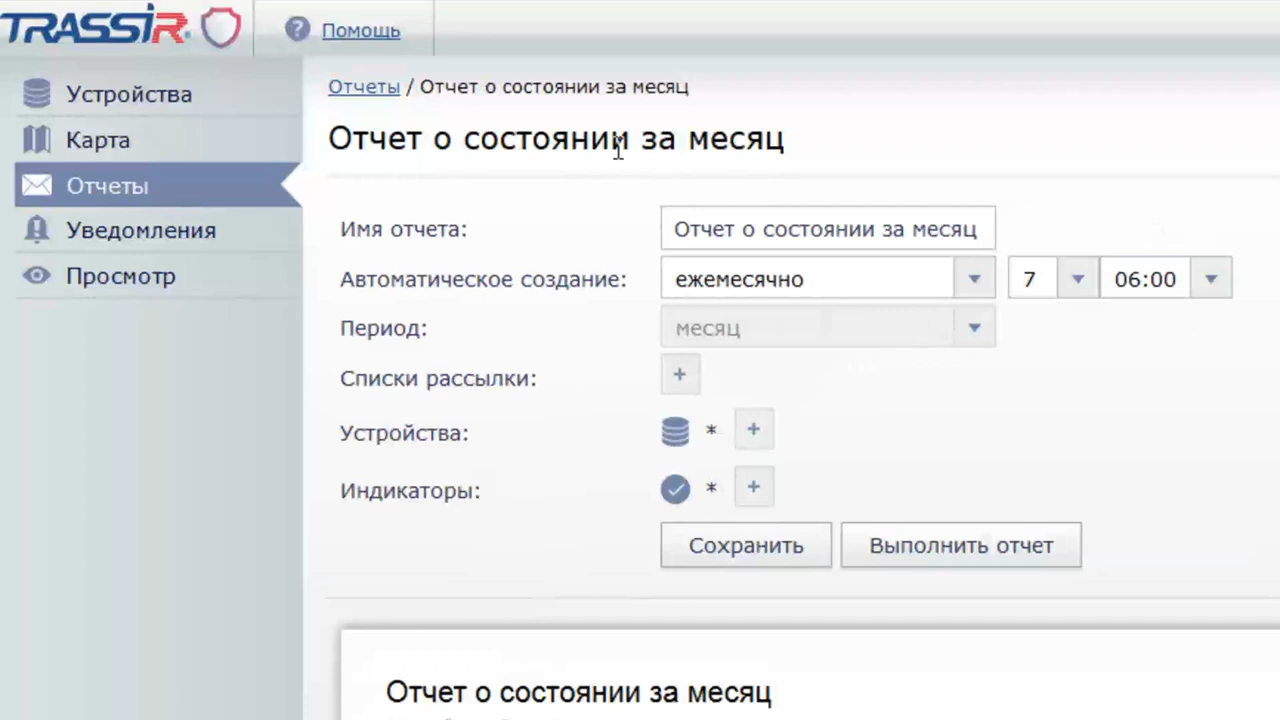 TRASSIR
? Помощь
Устройства
Карта
Отчеты
Уведомления
Просмотр
Отчеты / Отчет о состоянии за месяц
Отчет о состоянии за месяц
Имя отчета: Отчет о состоянии за месяц
Автоматическое создание: ежемесячно 7 06:00
Период: месяц
Списки рассылки: +
Устройства: * +
Индикаторы: * +
Сохранить Выполнить отчет
Отчет о состоянии за месяц